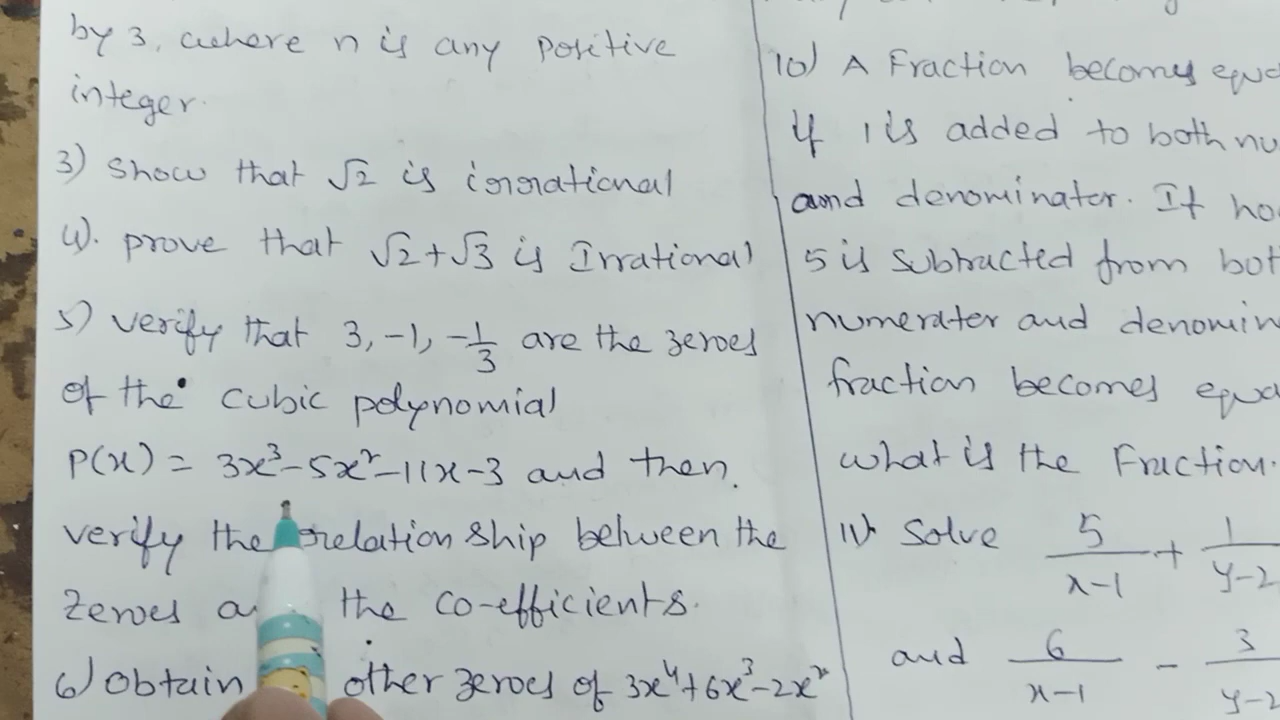 by 3, where n is any positive
integer.
3) Show that √2 is irrational
4). prove that √2+√3 is Irrational
5) verify that 3, -1, -1/3 are the zeroes
of the cubic polynomial
P(x) = 3x³-5x²-11x-3 and then.
verify the relation ship between the
zeroes the co-efficients.
6) Obtain other zeroes of 3x⁴+6x³-2x²
10) A Fraction becomes
if 1 is added to both
and denominator. If
5 is subtracted from
numerater and
fraction becomes
what is the Fraction.
11) Solve 5/(x-1) + 1/(y-2)
and 6/(x-1) - 3/(y-2)